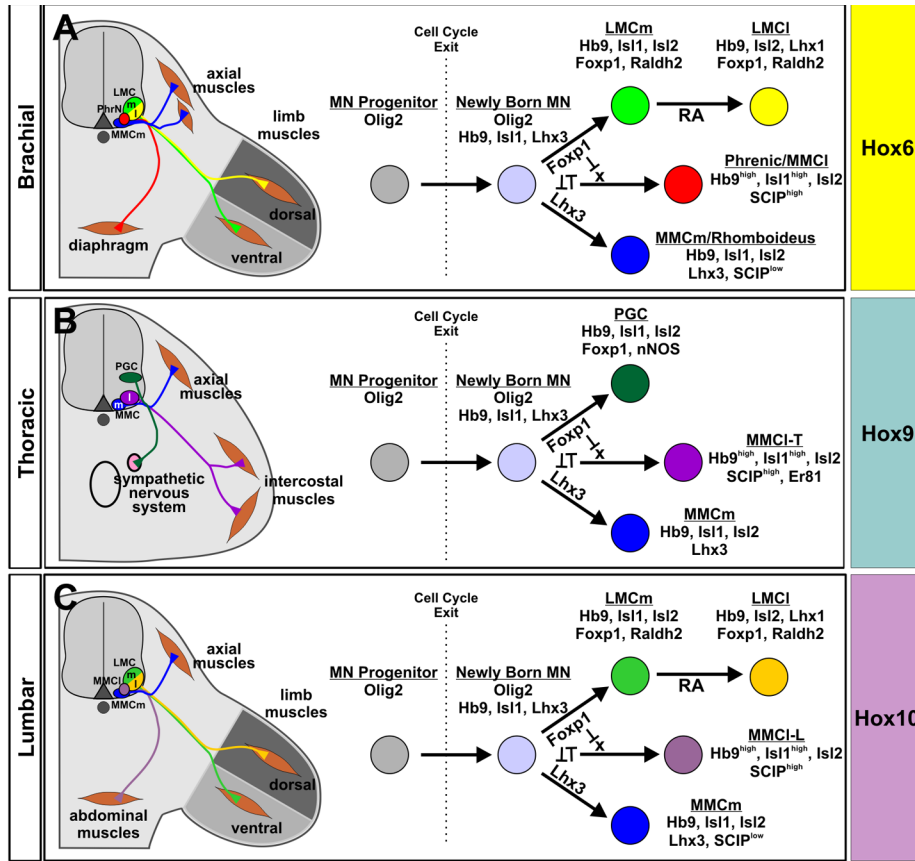 Brachial
A
LMC
m
l
PhrN
MMCm
axial
muscles
limb
muscles
dorsal
ventral
diaphragm
Cell Cycle
Exit
MN Progenitor
Olig2
Newly Born MN
Olig2
Hb9, Isl1, Lhx3
Foxp1
x
Lhx3
LMCm
Hb9, Isl1, Isl2
Foxp1, Raldh2
RA
LMCl
Hb9, Isl2, Lhx1
Foxp1, Raldh2
Phrenic/MMCl
Hb9high, Isl1high, Isl2
SCIPhigh
MMCm/Rhomboideus
Hb9, Isl1, Isl2
Lhx3, SCIPlow
Hox6
Thoracic
B
PGC
l
m
MMC
axial
muscles
sympathetic
nervous
system
intercostal
muscles
Cell Cycle
Exit
MN Progenitor
Olig2
Newly Born MN
Olig2
Hb9, Isl1, Lhx3
Foxp1
x
Lhx3
PGC
Hb9, Isl1, Isl2
Foxp1, nNOS
MMCl-T
Hb9high, Isl1high, Isl2
SCIPhigh, Er81
MMCm
Hb9, Isl1, Isl2
Lhx3
Hox9
Lumbar
C
LMC
m
l
MMCl
MMCm
axial
muscles
limb
muscles
dorsal
ventral
abdominal
muscles
Cell Cycle
Exit
MN Progenitor
Olig2
Newly Born MN
Olig2
Hb9, Isl1, Lhx3
Foxp1
x
Lhx3
LMCm
Hb9, Isl1, Isl2
Foxp1, Raldh2
RA
LMCl
Hb9, Isl2, Lhx1
Foxp1, Raldh2
MMCl-L
Hb9high, Isl1high, Isl2
SCIPhigh
MMCm
Hb9, Isl1, Isl2
Lhx3, SCIPlow
Hox10